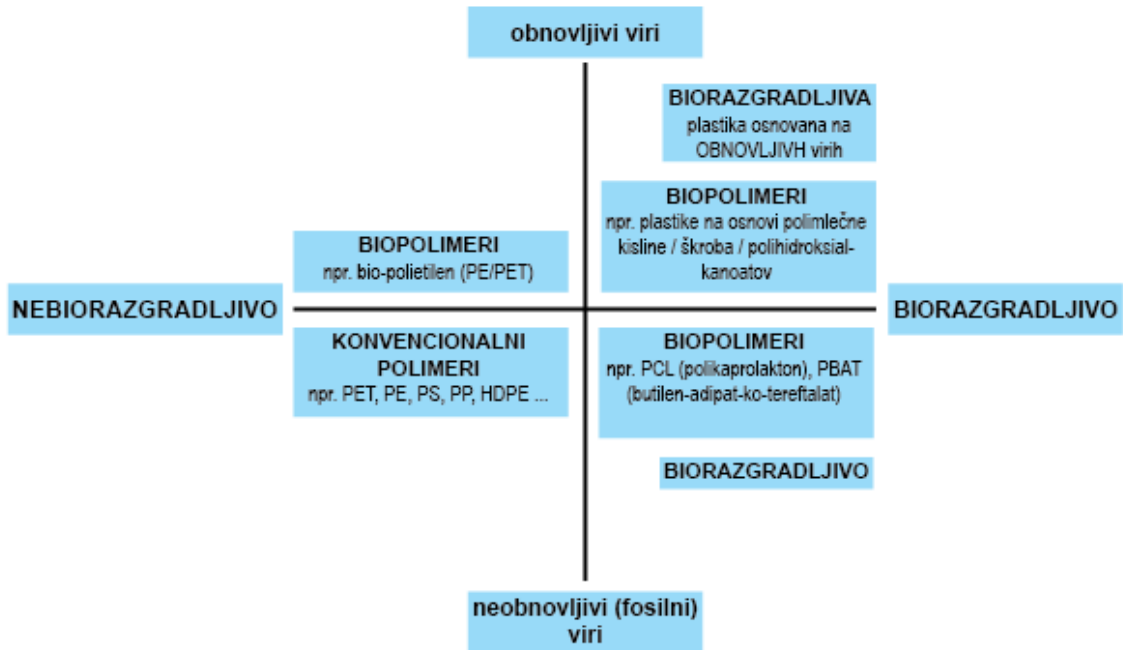 obnovljivi viri
BIORAZGRADLJIVA
plastika osnovana na
OBNOVLJIVH virih
BIOPOLIMERI
npr. plastike na osnovi polimlečne
kisline / škroba / polihidroksial-
kanoatov
BIOPOLIMERI
npr. bio-polietilen (PE/PET)
NEBIORAZGRADLJIVO
BIORAZGRADLJIVO
KONVENCIONALNI
POLIMERI
npr. PET, PE, PS, PP, HDPE ...
BIOPOLIMERI
npr. PCL (polikaprolakton), PBAT
(butilen-adipat-ko-tereftalat)
BIORAZGRADLJIVO
neobnovljivi (fosilni)
viri